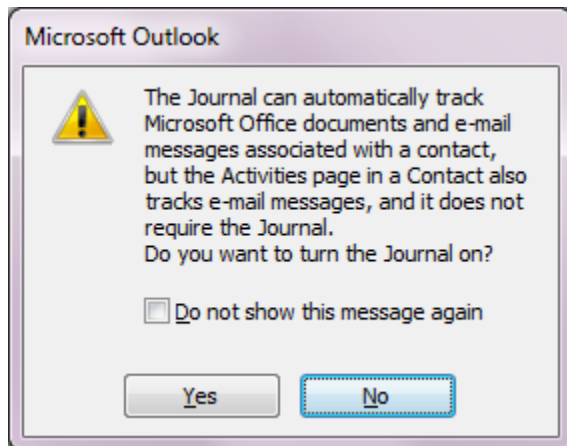 Microsoft Outlook
The Journal can automatically track
Microsoft Office documents and e-mail
messages associated with a contact,
but the Activities page in a Contact also
tracks e-mail messages, and it does not
require the Journal.
Do you want to turn the Journal on?
Do not show this message again
Yes No